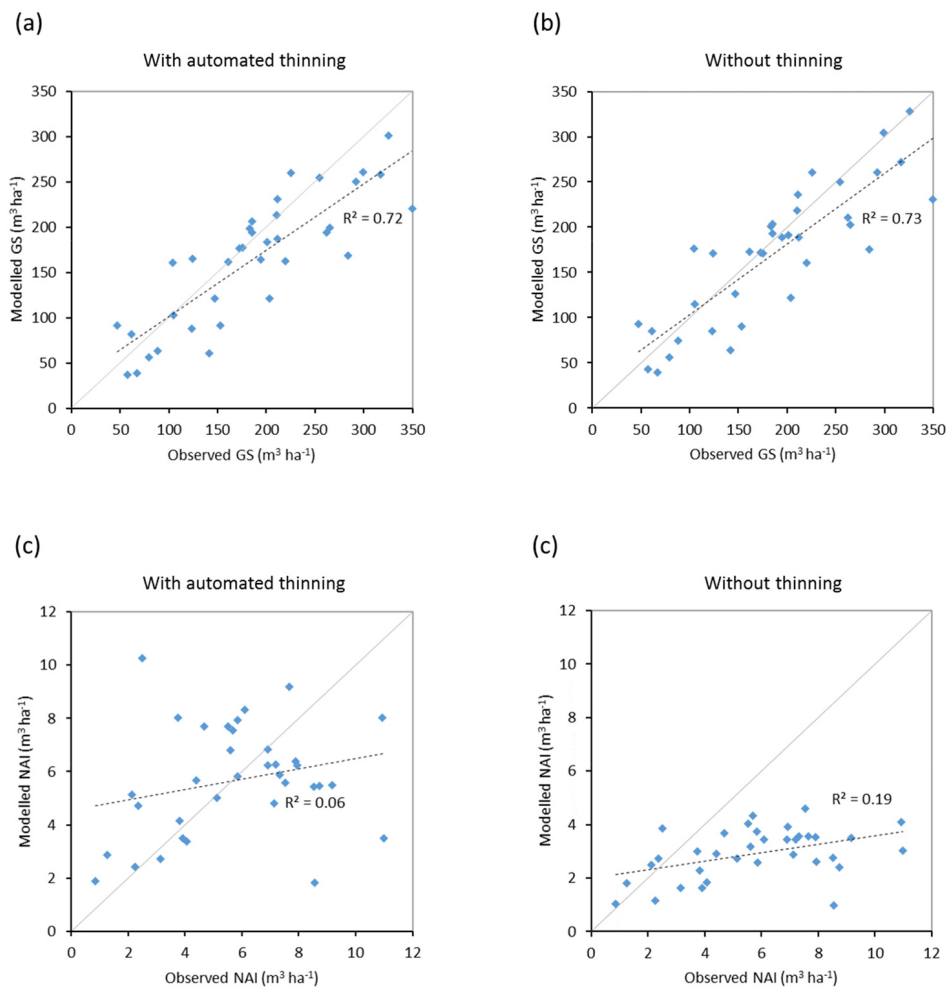 (a)
With automated thinning
350
300
250
200
150
100
50
0
Modelled GS (m³ ha⁻¹)
R² = 0.72
0 50 100 150 200 250 300 350
Observed GS (m³ ha⁻¹)
(b)
Without thinning
350
300
250
200
150
100
50
0
Modelled GS (m³ ha⁻¹)
R² = 0.73
0 50 100 150 200 250 300 350
Observed GS (m³ ha⁻¹)
(c)
With automated thinning
12
10
8
6
4
2
0
Modelled NAI (m³ ha⁻¹)
R² = 0.06
0 2 4 6 8 10 12
Observed NAI (m³ ha⁻¹)
(c)
Without thinning
12
10
8
6
4
2
0
Modelled NAI (m³ ha⁻¹)
R² = 0.19
0 2 4 6 8 10 12
Observed NAI (m³ ha⁻¹)